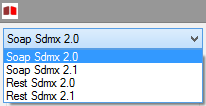 Soap Sdmx 2.0
Soap Sdmx 2.0
Soap Sdmx 2.1
Rest Sdmx 2.0
Rest Sdmx 2.1